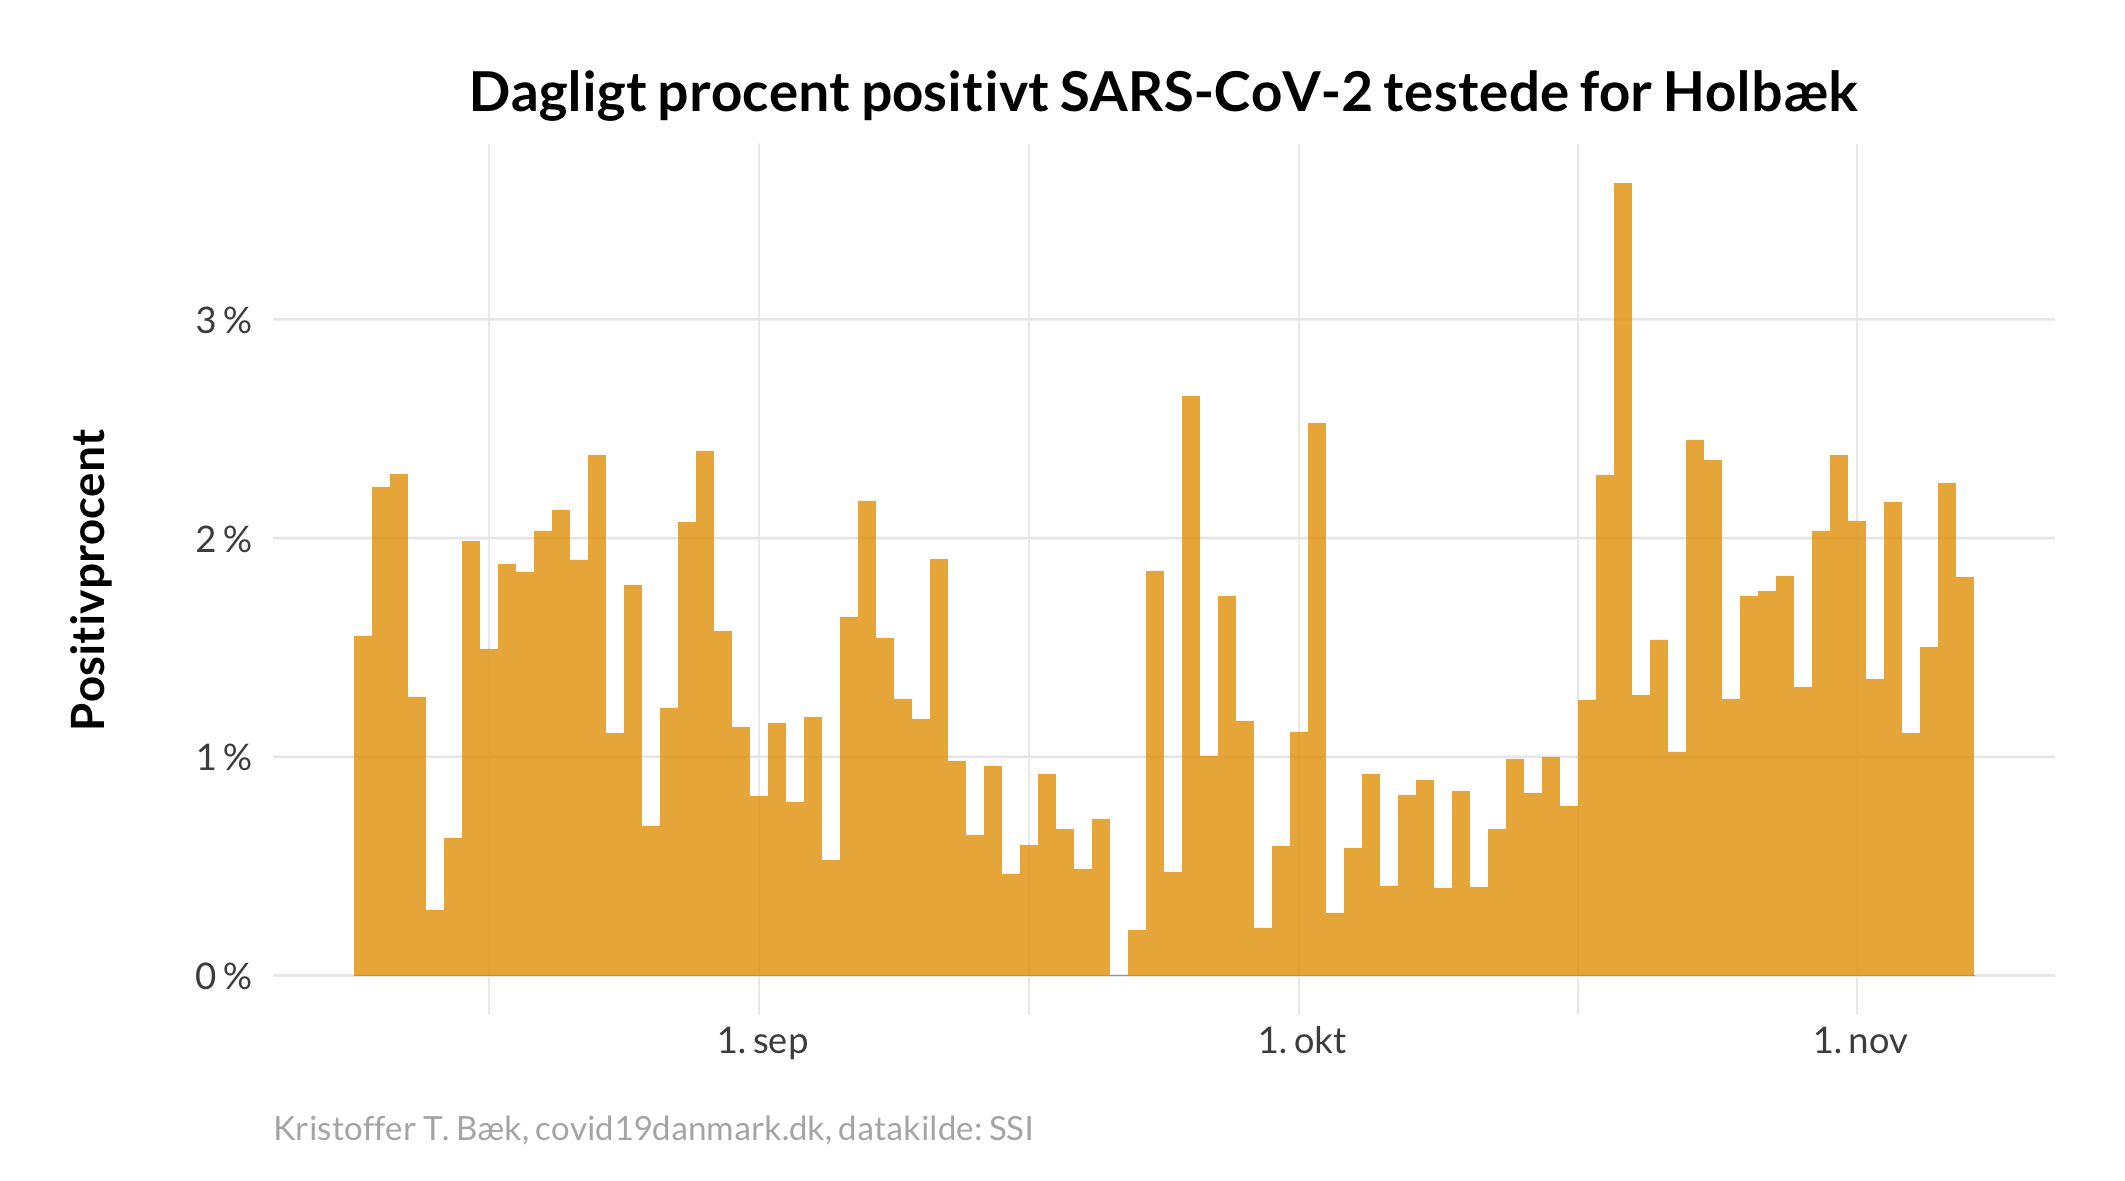 Dagligt procent positivt SARS-CoV-2 testede for Holbæk
Positivprocent
3 %
2 %
1 %
0 %
1. sep
1. okt
1. nov
Kristoffer T. Bæk, covid19danmark.dk, datakilde: SSI